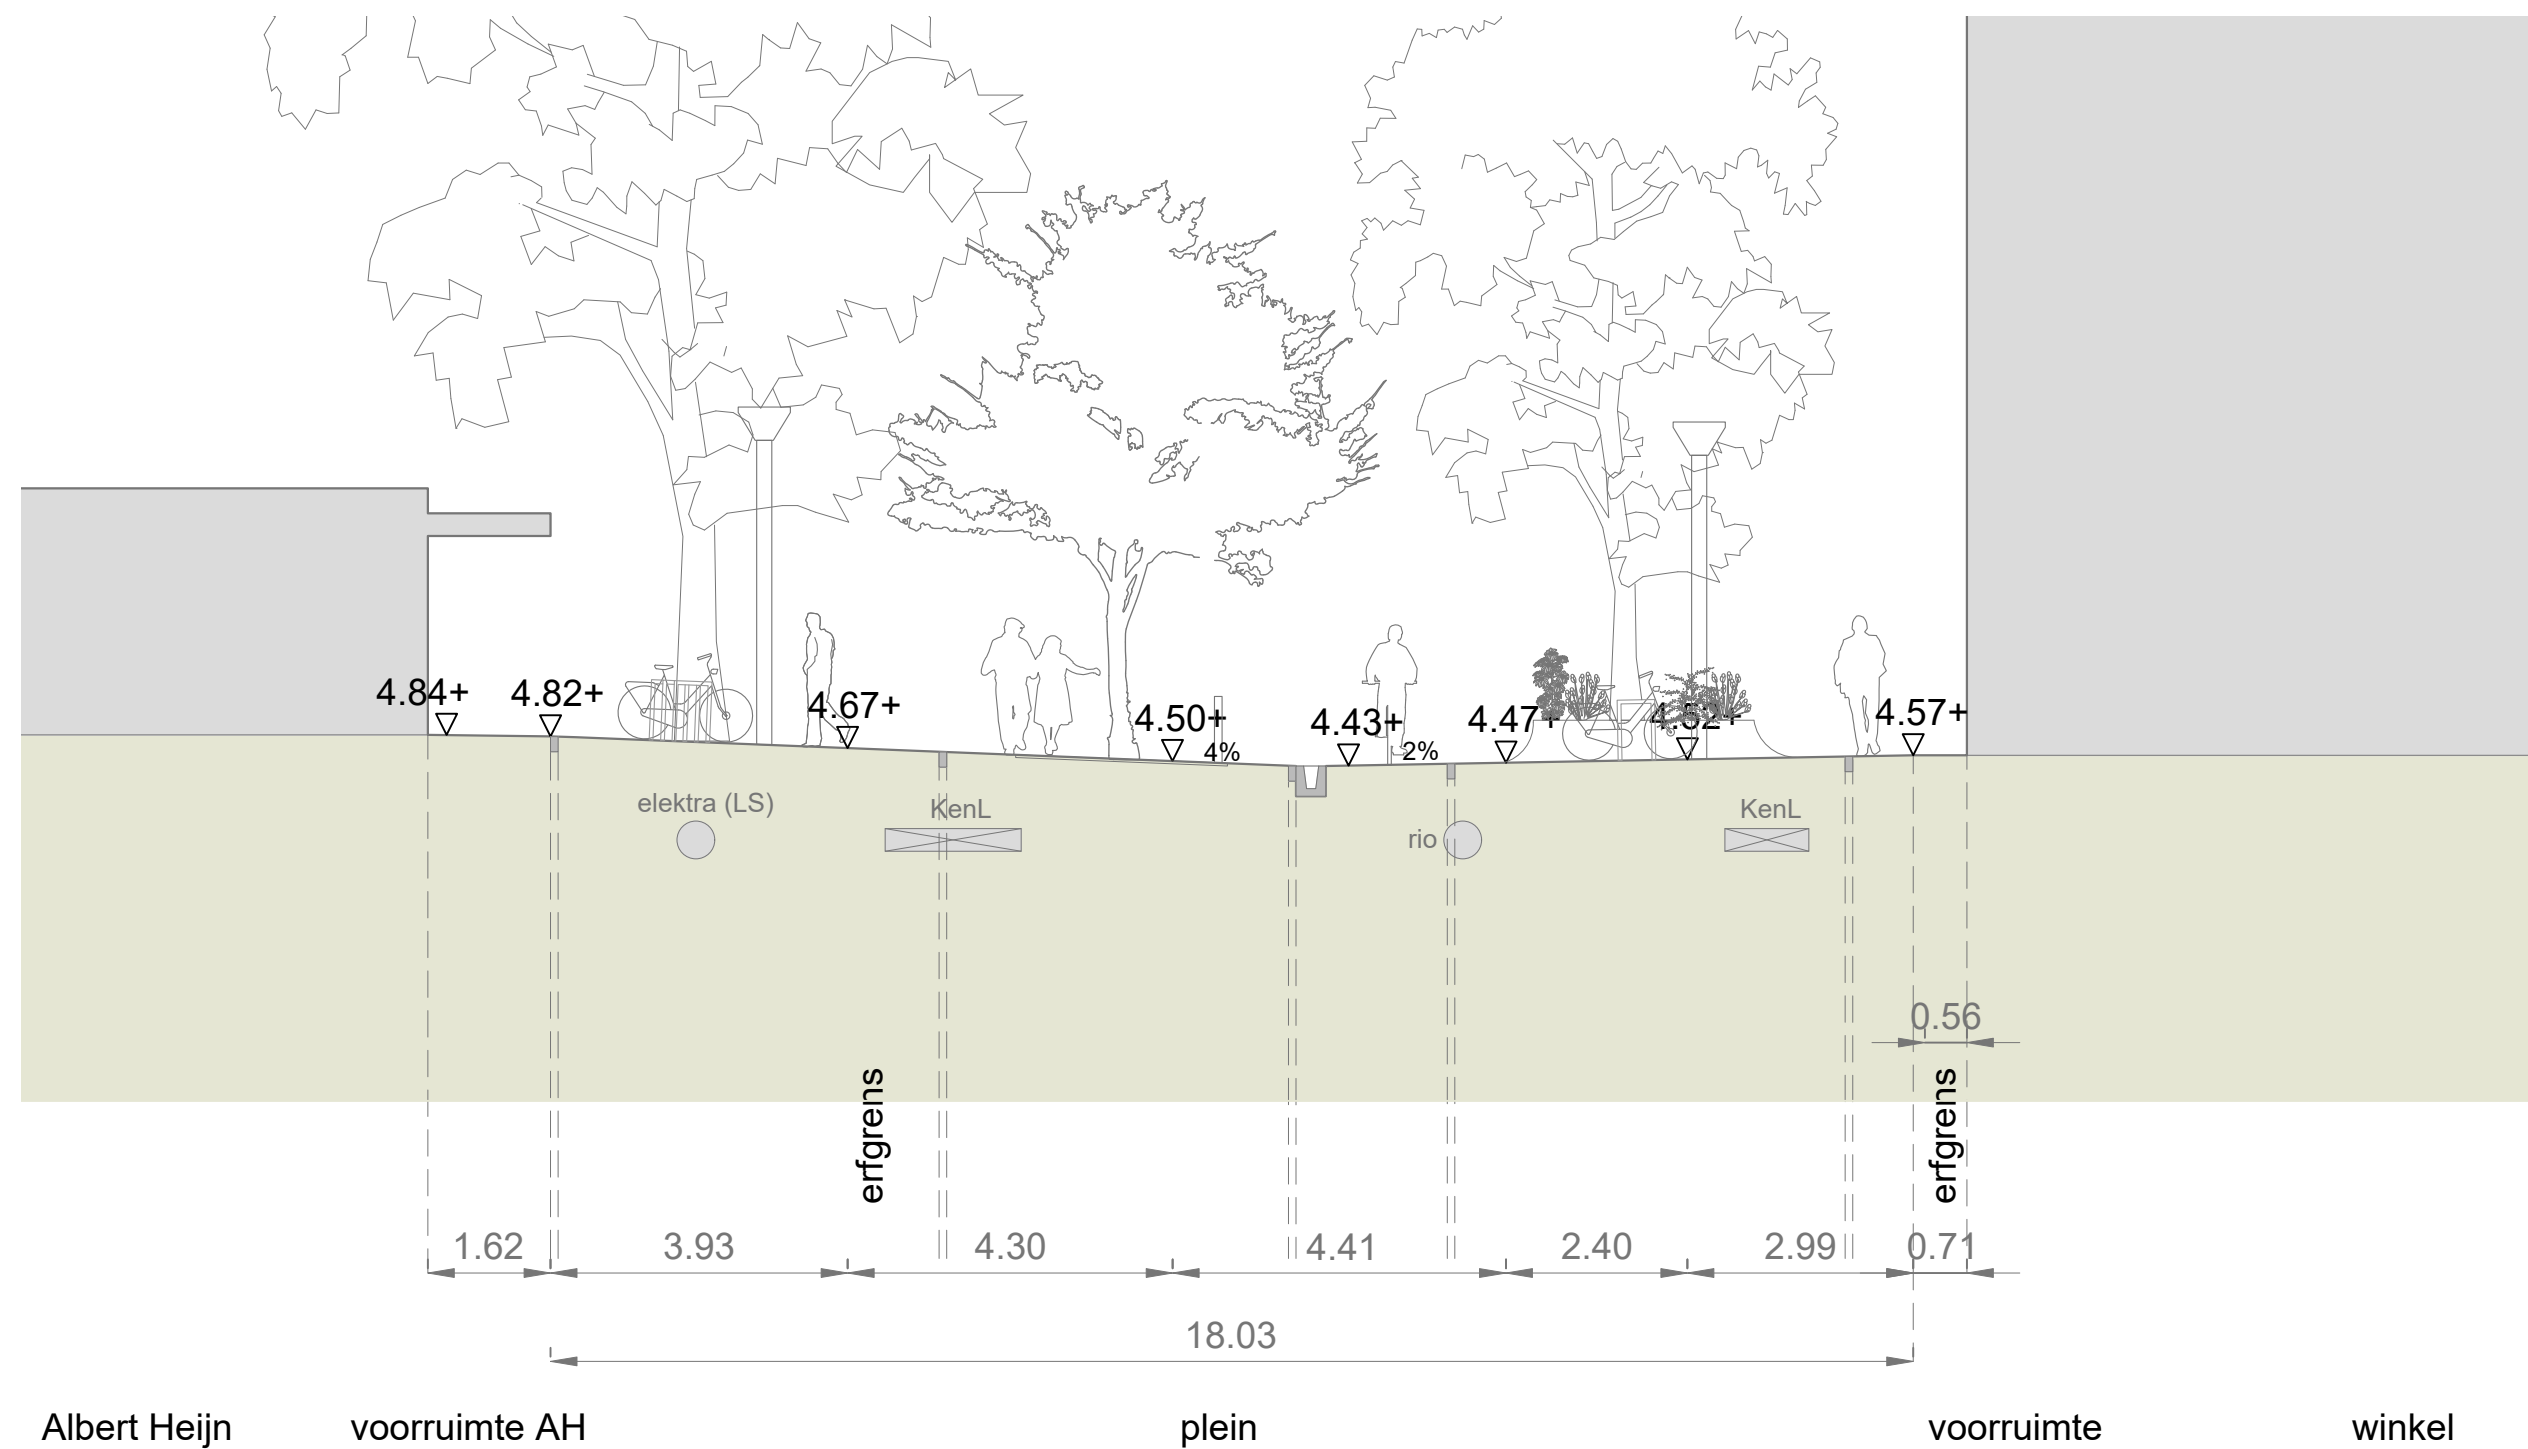 4.84+
4.82+
4.67+
4.50+
4%
4.43+
2%
4.47+
4.52+
4.57+
elektra (LS)
KenL
rio
KenL
0.56
erfgrens
erfgrens
1.62
3.93
4.30
4.41
2.40
2.99
0.71
18.03
Albert Heijn
voorruimte AH
plein
voorruimte
winkel